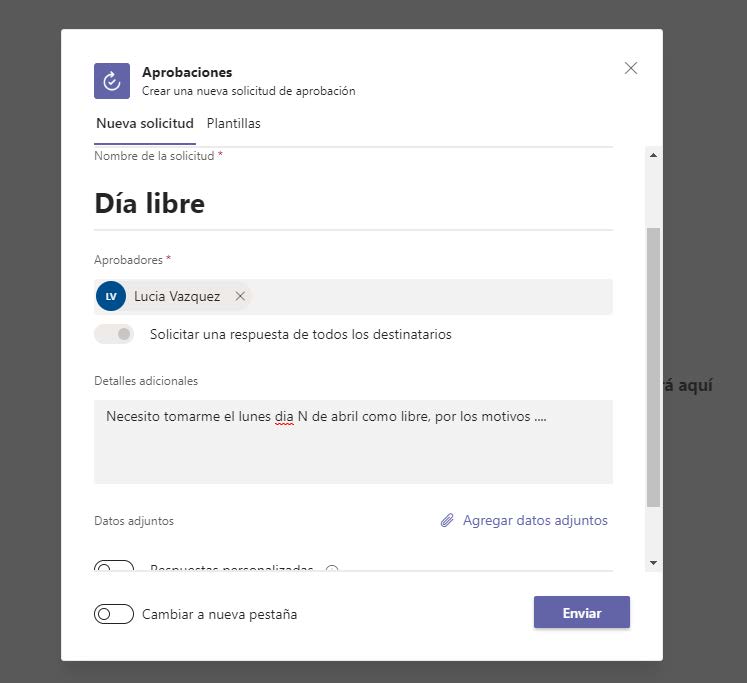 Aprobaciones
Crear una nueva solicitud de aprobación
Nueva solicitud Plantillas
Nombre de la solicitud *
Día libre
Aprobadores *
LV Lucia Vazquez
Solicitar una respuesta de todos los destinatarios
rá aquí
Detalles adicionales
Necesito tomarme el lunes dia N de abril como libre, por los motivos ....
Datos adjuntos Agregar datos adjuntos
Respuestas personalizadas
Cambiar a nueva pestaña
Enviar